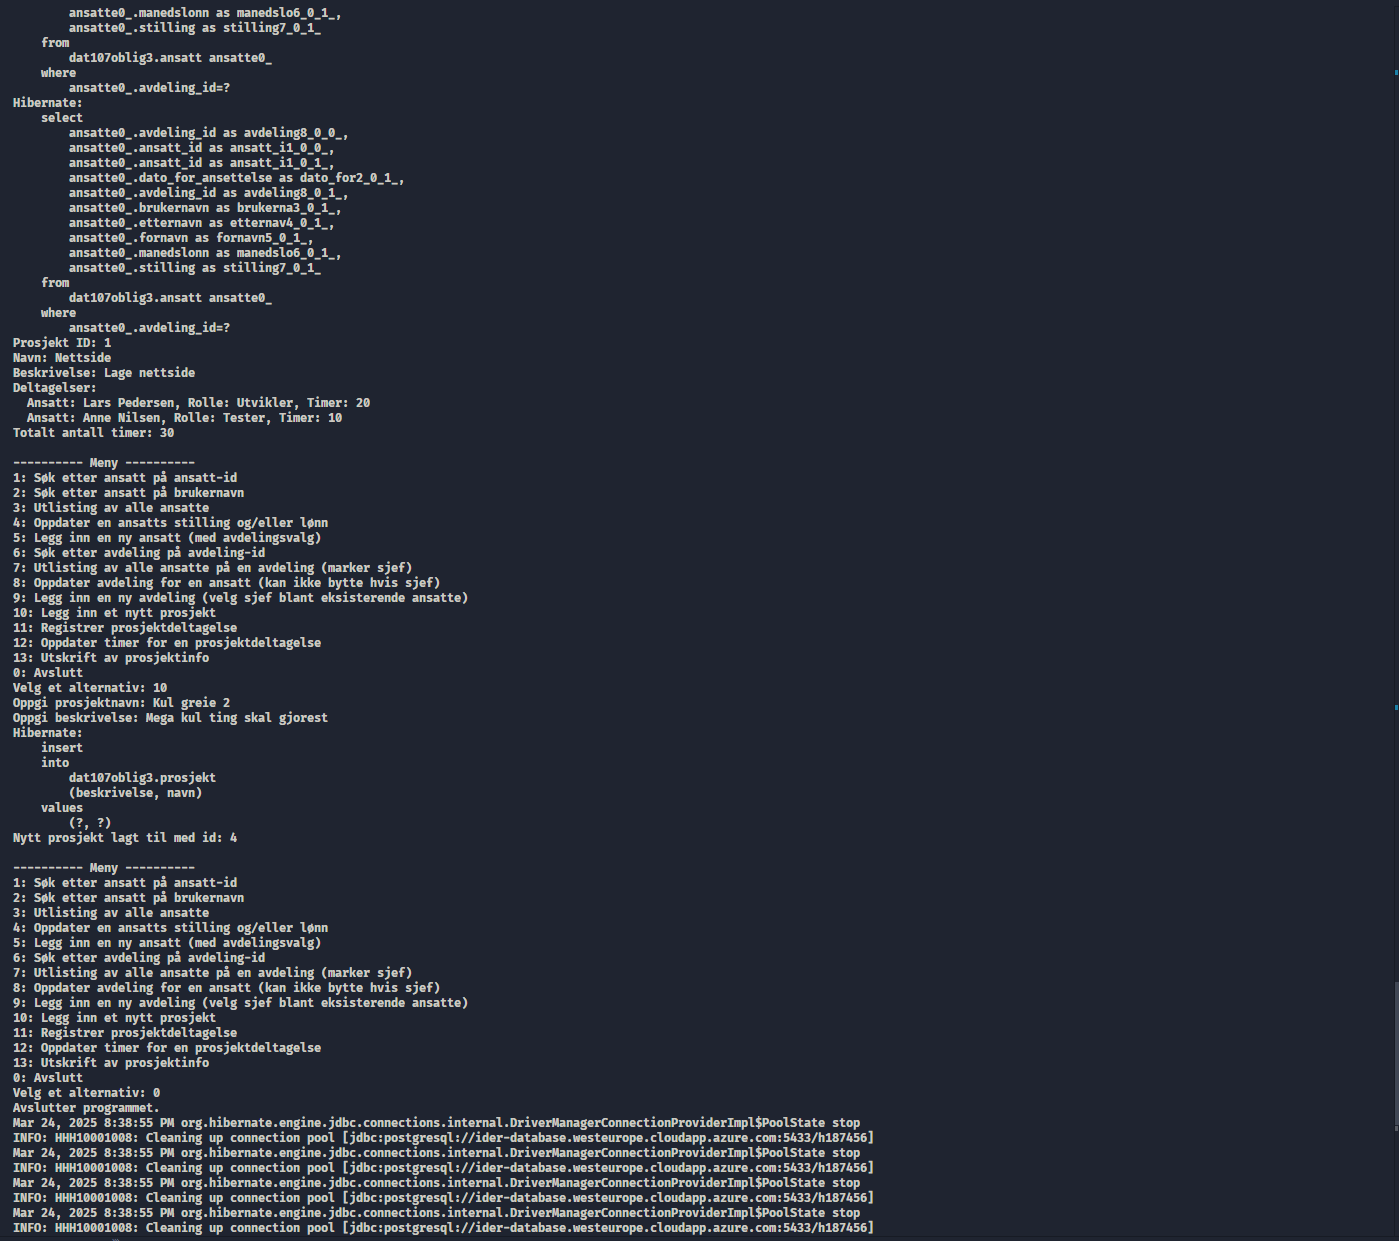 ansatte0_.manedslonn as manedslo6_0_1_,
        ansatte0_.stilling as stilling7_0_1_
    from
        dat107oblig3.ansatt ansatte0_
    where
        ansatte0_.avdeling_id=?
Hibernate:
    select
        ansatte0_.avdeling_id as avdeling8_0_0_,
        ansatte0_.ansatt_id as ansatt_i1_0_0_,
        ansatte0_.ansatt_id as ansatt_i1_0_1_,
        ansatte0_.dato_for_ansettelse as dato_for2_0_1_,
        ansatte0_.avdeling_id as avdeling8_0_1_,
        ansatte0_.brukernavn as brukerna3_0_1_,
        ansatte0_.etternavn as etternav4_0_1_,
        ansatte0_.fornavn as fornavn5_0_1_,
        ansatte0_.manedslonn as manedslo6_0_1_,
        ansatte0_.stilling as stilling7_0_1_
    from
        dat107oblig3.ansatt ansatte0_
    where
        ansatte0_.avdeling_id=?
Prosjekt ID: 1
Navn: Nettside
Beskrivelse: Lage nettside
Deltagelser:
  Ansatt: Lars Pedersen, Rolle: Utvikler, Timer: 20
  Ansatt: Anne Nilsen, Rolle: Tester, Timer: 10
Totalt antall timer: 30

---------- Meny ----------
1: Søk etter ansatt på ansatt-id
2: Søk etter ansatt på brukernavn
3: Utlisting av alle ansatte
4: Oppdater en ansatts stilling og/eller lønn
5: Legg inn en ny ansatt (med avdelingsvalg)
6: Søk etter avdeling på avdeling-id
7: Utlisting av alle ansatte på en avdeling (marker sjef)
8: Oppdater avdeling for en ansatt (kan ikke bytte hvis sjef)
9: Legg inn en ny avdeling (velg sjef blant eksisterende ansatte)
10: Legg inn et nytt prosjekt
11: Registrer prosjektdeltagelse
12: Oppdater timer for en prosjektdeltagelse
13: Utskrift av prosjektinfo
0: Avslutt
Velg et alternativ: 10
Oppgi prosjektnavn: Kul greie 2
Oppgi beskrivelse: Mega kul ting skal gjorest
Hibernate:
    insert
    into
        dat107oblig3.prosjekt
        (beskrivelse, navn)
    values
        (?, ?)
Nytt prosjekt lagt til med id: 4

---------- Meny ----------
1: Søk etter ansatt på ansatt-id
2: Søk etter ansatt på brukernavn
3: Utlisting av alle ansatte
4: Oppdater en ansatts stilling og/eller lønn
5: Legg inn en ny ansatt (med avdelingsvalg)
6: Søk etter avdeling på avdeling-id
7: Utlisting av alle ansatte på en avdeling (marker sjef)
8: Oppdater avdeling for en ansatt (kan ikke bytte hvis sjef)
9: Legg inn en ny avdeling (velg sjef blant eksisterende ansatte)
10: Legg inn et nytt prosjekt
11: Registrer prosjektdeltagelse
12: Oppdater timer for en prosjektdeltagelse
13: Utskrift av prosjektinfo
0: Avslutt
Velg et alternativ: 0
Avslutter programmet.
Mar 24, 2025 8:38:55 PM org.hibernate.engine.jdbc.connections.internal.DriverManagerConnectionProviderImpl$PoolState stop
INFO: HHH10001008: Cleaning up connection pool [jdbc:postgresql://ider-database.westeurope.cloudapp.azure.com:5433/h187456]
Mar 24, 2025 8:38:55 PM org.hibernate.engine.jdbc.connections.internal.DriverManagerConnectionProviderImpl$PoolState stop
INFO: HHH10001008: Cleaning up connection pool [jdbc:postgresql://ider-database.westeurope.cloudapp.azure.com:5433/h187456]
Mar 24, 2025 8:38:55 PM org.hibernate.engine.jdbc.connections.internal.DriverManagerConnectionProviderImpl$PoolState stop
INFO: HHH10001008: Cleaning up connection pool [jdbc:postgresql://ider-database.westeurope.cloudapp.azure.com:5433/h187456]
Mar 24, 2025 8:38:55 PM org.hibernate.engine.jdbc.connections.internal.DriverManagerConnectionProviderImpl$PoolState stop
INFO: HHH10001008: Cleaning up connection pool [jdbc:postgresql://ider-database.westeurope.cloudapp.azure.com:5433/h187456]